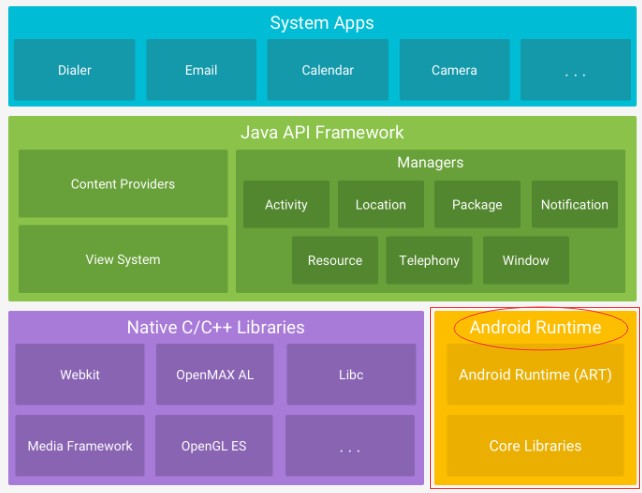 System Apps
Dialer
Email
Calendar
Camera
. . .
Java API Framework
Content Providers
View System
Managers
Activity
Location
Package
Notification
Resource
Telephony
Window
Native C/C++ Libraries
Webkit
OpenMAX AL
Libc
Media Framework
OpenGL ES
. . .
Android Runtime
Android Runtime (ART)
Core Libraries